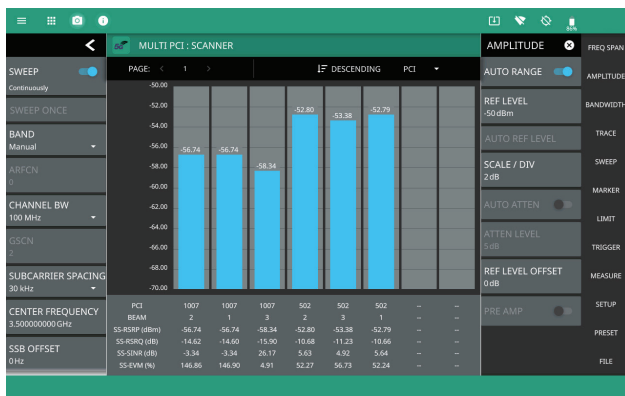 86%
5G
MULTI PCI : SCANNER
SWEEP
Continuously
SWEEP ONCE
BAND
Manual
ARFCN
0
CHANNEL BW
100 MHz
GSCN
2
SUBCARRIER SPACING
30 kHz
CENTER FREQUENCY
3.500000000 GHz
SSB OFFSET
0 Hz
PAGE: < 1 > DESCENDING PCI
-50.00
-52.00
-54.00
-56.00
-58.00
-60.00
-62.00
-64.00
-66.00
-68.00
-70.00
-56.74 -56.74 -58.34 -52.80 -53.38 -52.79
PCI 1007 1007 1007 502 502 502 -- --
BEAM 2 1 3 2 3 1 -- --
SS-RSRP (dBm) -56.74 -56.74 -58.34 -52.80 -53.38 -52.79 -- --
SS-RSRQ (dB) -14.62 -14.60 -15.90 -10.68 -11.23 -10.66 -- --
SS-SINR (dB) -3.34 -3.34 26.17 5.63 4.92 5.64 -- --
SS-EVM (%) 146.86 146.90 4.91 52.27 56.73 52.24 -- --
AMPLITUDE
AUTO RANGE
REF LEVEL
-50 dBm
AUTO REF LEVEL
SCALE / DIV
2 dB
AUTO ATTEN
ATTEN LEVEL
5 dB
REF LEVEL OFFSET
0 dB
PRE AMP
FREQ SPAN
AMPLITUDE
BANDWIDTH
TRACE
SWEEP
MARKER
LIMIT
TRIGGER
MEASURE
SETUP
PRESET
FILE